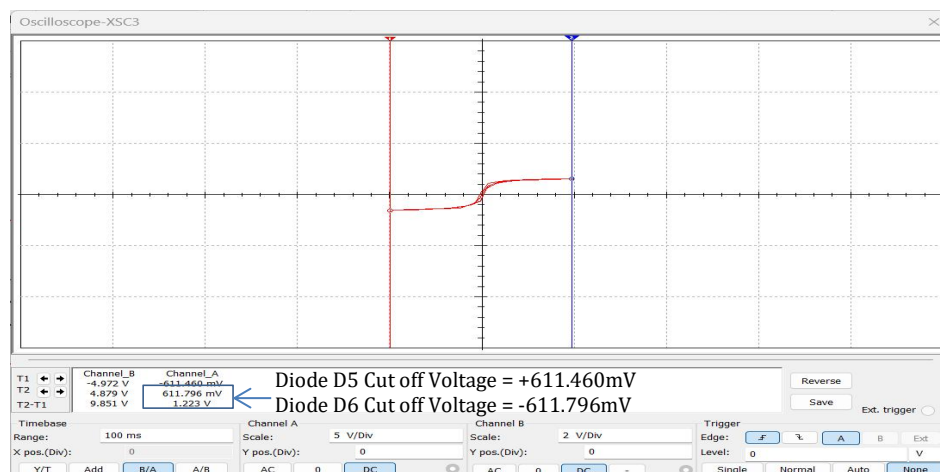 Oscilloscope-XSC3
Channel_B Channel_A
T1 -4.972 V -611.460 mV
T2 4.879 V 611.796 mV
T2-T1 9.851 V 1.223 V
Diode D5 Cut off Voltage = +611.460mV
Diode D6 Cut off Voltage = -611.796mV
Reverse
Save
Ext. trigger
Timebase Channel A Channel B Trigger
Range: 100 ms Scale: 5 V/Div Scale: 2 V/Div Edge: A B Ext
X pos.(Div): 0 Y pos.(Div): 0 Y pos.(Div): 0 Level: 0 V
Y/T Add B/A A/B AC 0 DC AC 0 DC - Single Normal Auto None